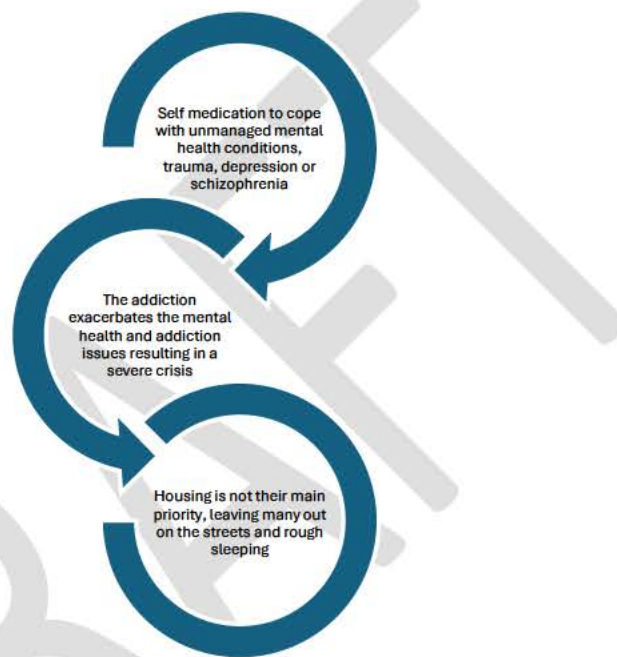 Self medication to cope
with unmanaged mental
health conditions,
trauma, depression or
schizophrenia
The addiction
exacerbates the mental
health and addiction
issues resulting in a
severe crisis
Housing is not their main
priority, leaving many out
on the streets and rough
sleeping
DRAFT